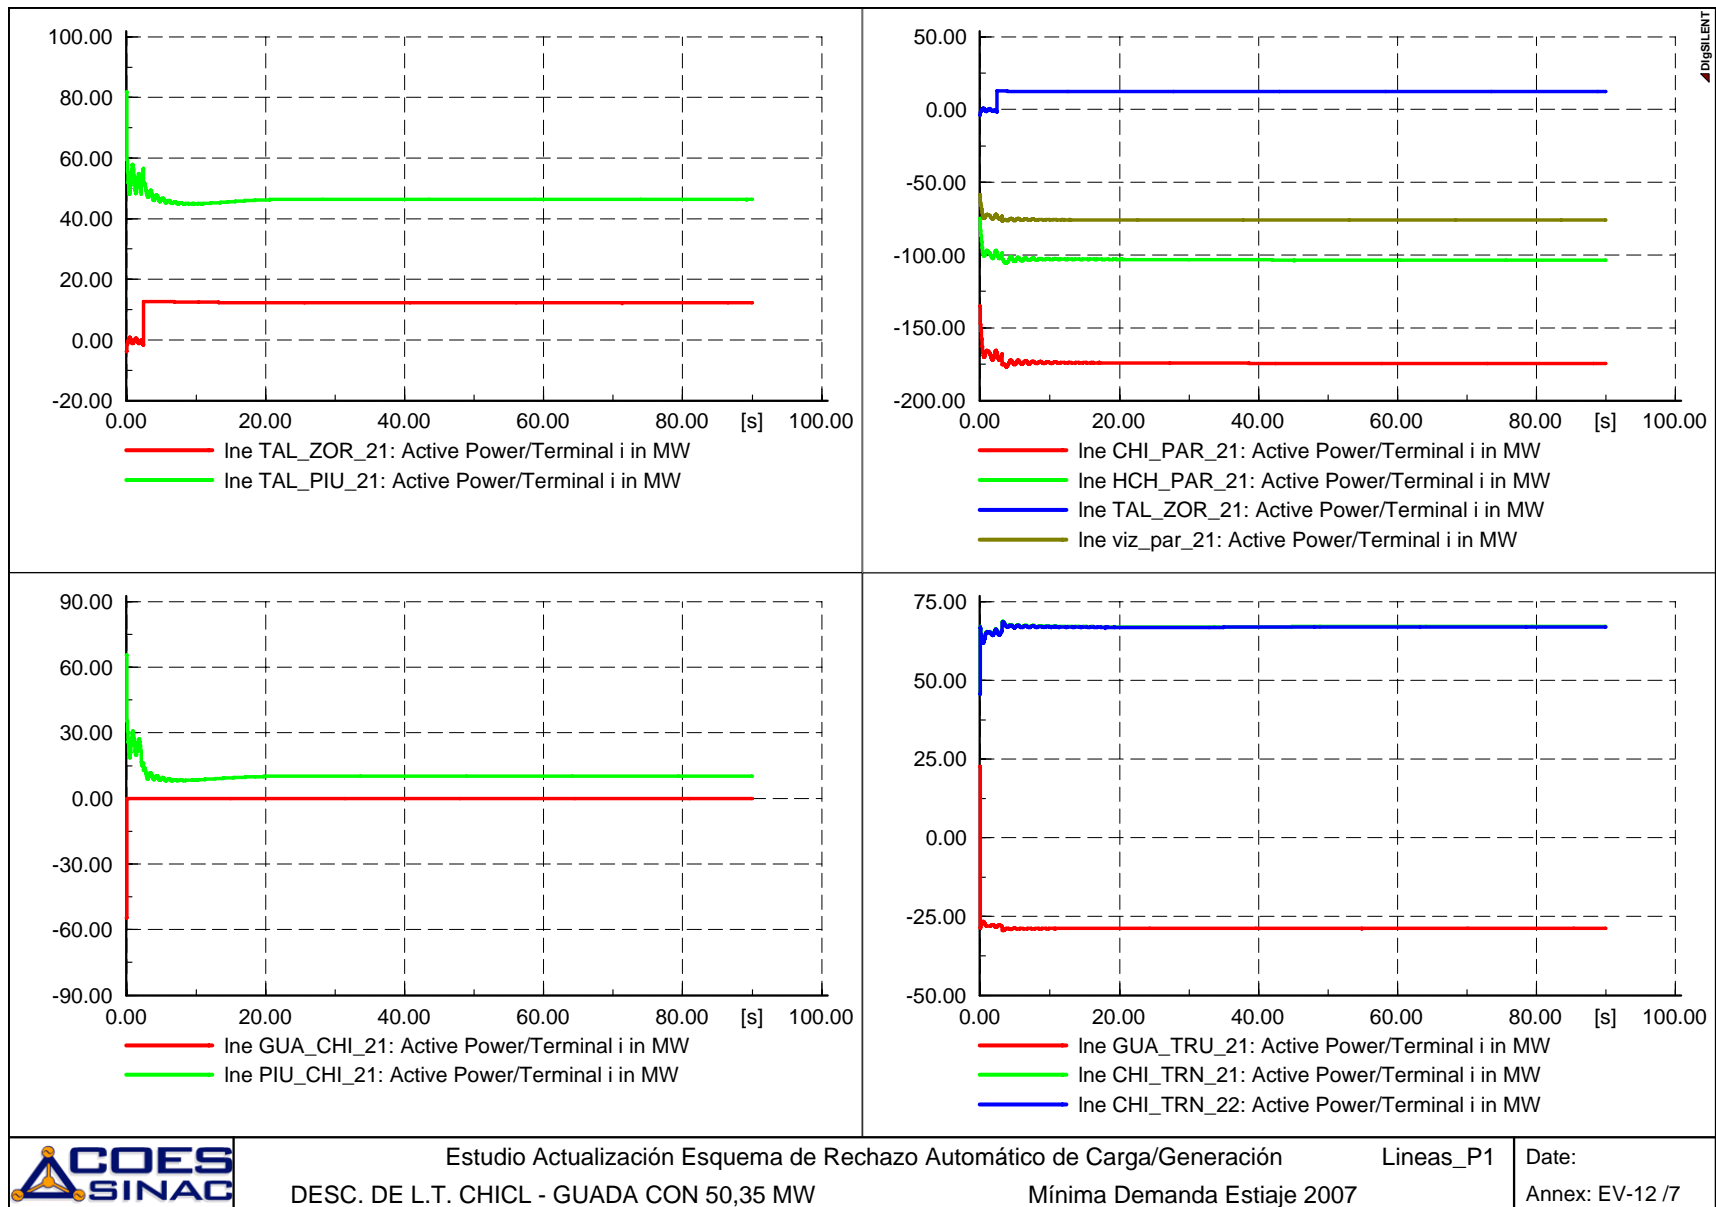 100.00
80.00
60.00
40.00
20.00
0.00
-20.00
0.00 20.00 40.00 60.00 80.00 [s] 100.00
lne TAL_ZOR_21: Active Power/Terminal i in MW
lne TAL_PIU_21: Active Power/Terminal i in MW
50.00
0.00
-50.00
-100.00
-150.00
-200.00
0.00 20.00 40.00 60.00 80.00 [s] 100.00
lne CHI_PAR_21: Active Power/Terminal i in MW
lne HCH_PAR_21: Active Power/Terminal i in MW
lne TAL_ZOR_21: Active Power/Terminal i in MW
lne viz_par_21: Active Power/Terminal i in MW
DIgSILENT
90.00
60.00
30.00
0.00
-30.00
-60.00
-90.00
0.00 20.00 40.00 60.00 80.00 [s] 100.00
lne GUA_CHI_21: Active Power/Terminal i in MW
lne PIU_CHI_21: Active Power/Terminal i in MW
75.00
50.00
25.00
0.00
-25.00
-50.00
0.00 20.00 40.00 60.00 80.00 [s] 100.00
lne GUA_TRU_21: Active Power/Terminal i in MW
lne CHI_TRN_21: Active Power/Terminal i in MW
lne CHI_TRN_22: Active Power/Terminal i in MW
COES
SINAC
Estudio Actualización Esquema de Rechazo Automático de Carga/Generación Lineas_P1
DESC. DE L.T. CHICL - GUADA CON 50,35 MW Mínima Demanda Estiaje 2007
Date:
Annex: EV-12 /7